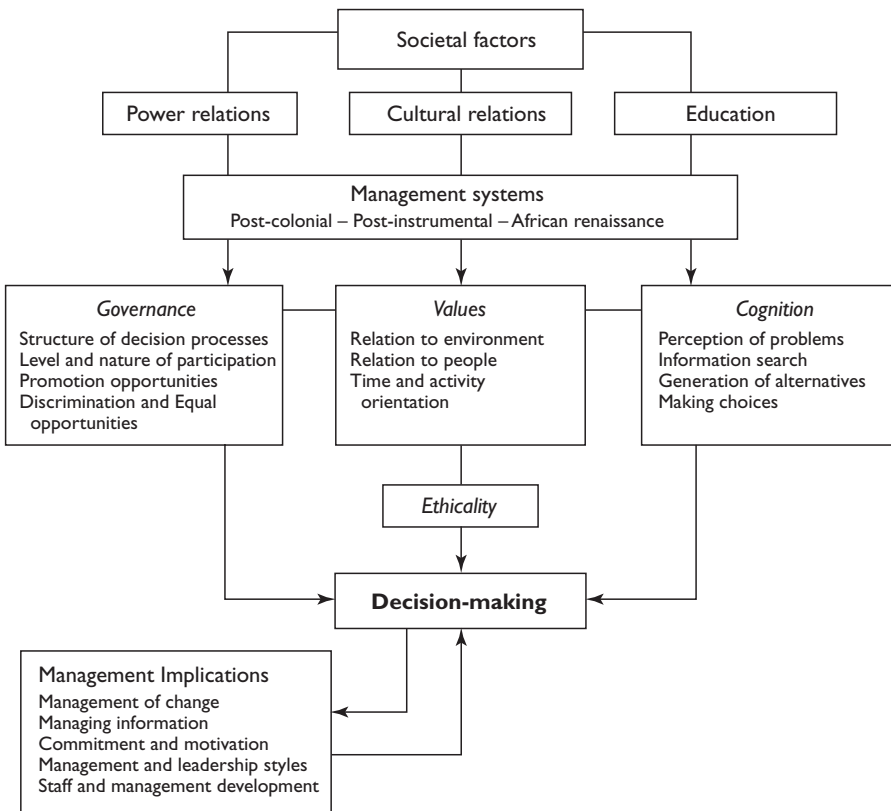 Societal factors
Power relations
Cultural relations
Education
Management systems
Post-colonial – Post-instrumental – African renaissance
Governance
Structure of decision processes
Level and nature of participation
Promotion opportunities
Discrimination and Equal
opportunities
Values
Relation to environment
Relation to people
Time and activity
orientation
Cognition
Perception of problems
Information search
Generation of alternatives
Making choices
Ethicality
Decision-making
Management Implications
Management of change
Managing information
Commitment and motivation
Management and leadership styles
Staff and management development